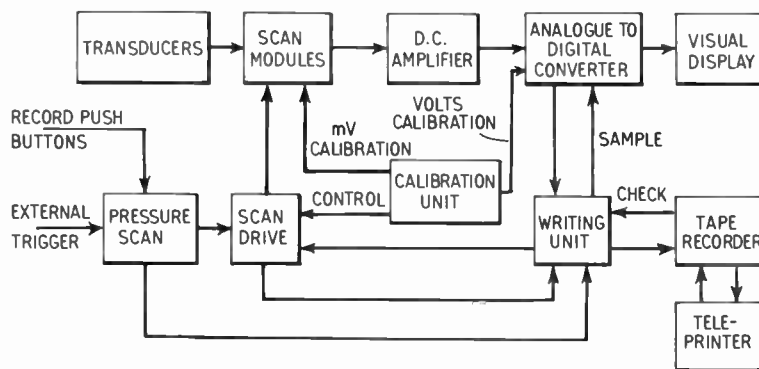 TRANSDUCERS
SCAN
MODULES
D.C.
AMPLIFIER
ANALOGUE TO
DIGITAL
CONVERTER
VISUAL
DISPLAY
RECORD PUSH
BUTTONS
mV
CALIBRATION
VOLTS
CALIBRATION
SAMPLE
EXTERNAL
TRIGGER
PRESSURE
SCAN
SCAN
DRIVE
CONTROL
CALIBRATION
UNIT
WRITING
UNIT
CHECK
TAPE
RECORDER
TELE-
PRINTER